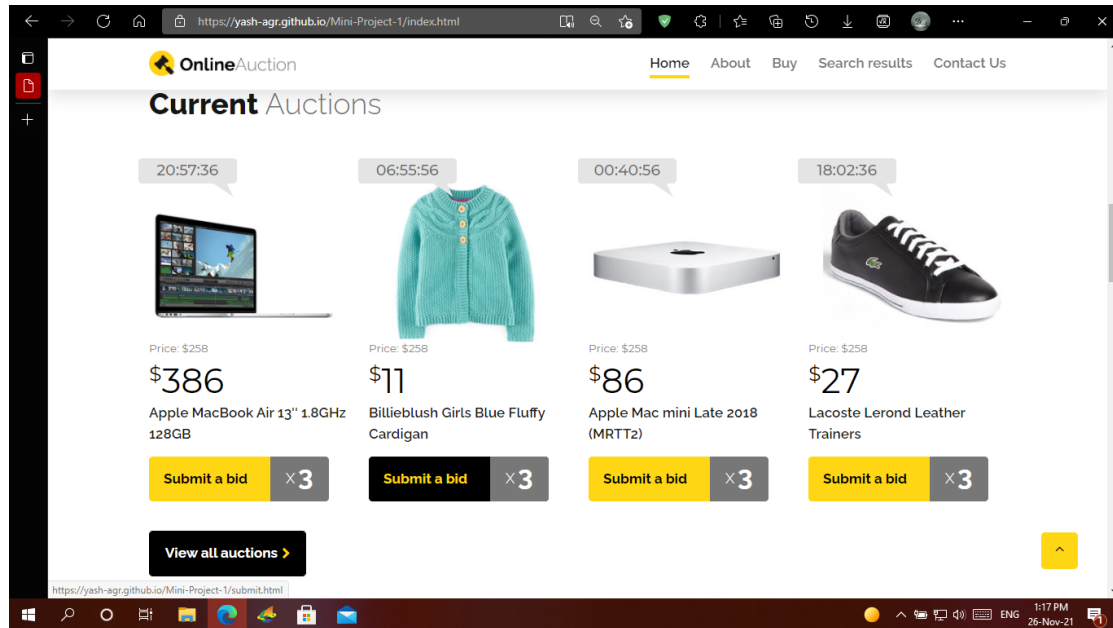 https://yash-agr.github.io/Mini-Project-1/index.html
OnlineAuction
Home About Buy Search results Contact Us
Current Auctions
20:57:36 06:55:56 00:40:56 18:02:36
Price: $258 Price: $258 Price: $258 Price: $258
$386 $11 $86 $27
Apple MacBook Air 13'' 1.8GHz Billieblush Girls Blue Fluffy Apple Mac mini Late 2018 Lacoste Lerond Leather
128GB Cardigan (MRTT2) Trainers
Submit a bid X3 Submit a bid X3 Submit a bid X3 Submit a bid X3
View all auctions
https://yash-agr.github.io/Mini-Project-1/submit.html
ENG 1:17 PM
26-Nov-21 1